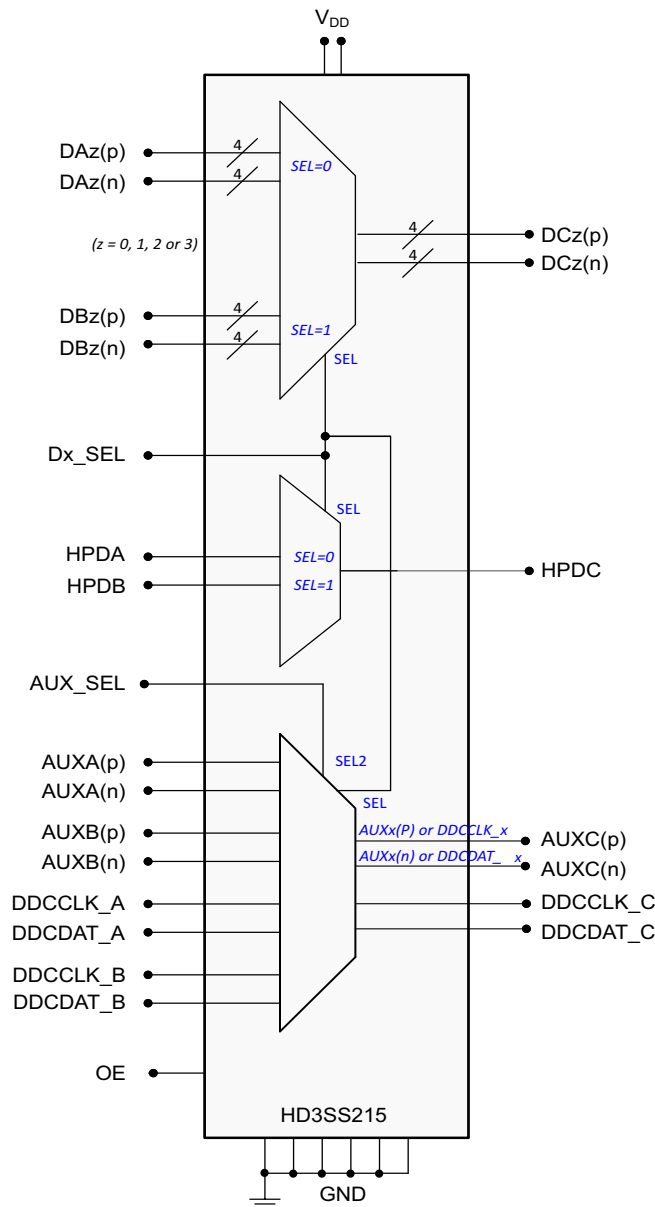 VDD
DAz(p)
4
SEL=0
DAz(n)
4
4
DCz(p)
(z = 0, 1, 2 or 3)
4
DCz(n)
DBz(p)
4
SEL=1
DBz(n)
4
SEL
Dx_SEL
SEL
HPDA
SEL=0
HPDC
HPDB
SEL=1
AUX_SEL
SEL2
AUXA(p)
AUXA(n)
SEL
AUXB(p)
AUXx(P) or DDCCLK_x
AUXC(p)
AUXB(n)
AUXx(n) or DDCDAT_ x
AUXC(n)
DDCCLK_A
DDCCLK_C
DDCDAT_A
DDCDAT_C
DDCCLK_B
DDCDAT_B
OE
HD3SS215
GND